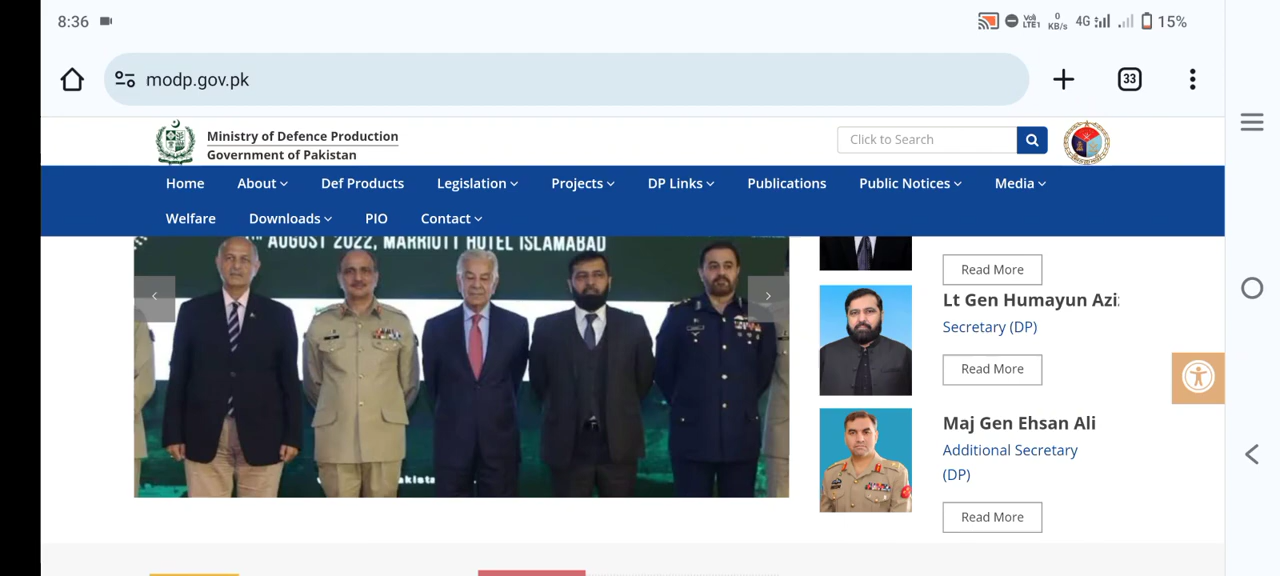 8:36
Vo) LTE1
0 KB/s
4G
15%
modp.gov.pk
33
Ministry of Defence Production
Government of Pakistan
Click to Search
Home About Def Products Legislation Projects DP Links Publications Public Notices Media
Welfare Downloads PIO Contact
AUGUST 2022, MARRIOTT HOTEL ISLAMABAD
Read More
Lt Gen Humayun Azi
Secretary (DP)
Read More
Maj Gen Ehsan Ali
Additional Secretary
(DP)
Read More